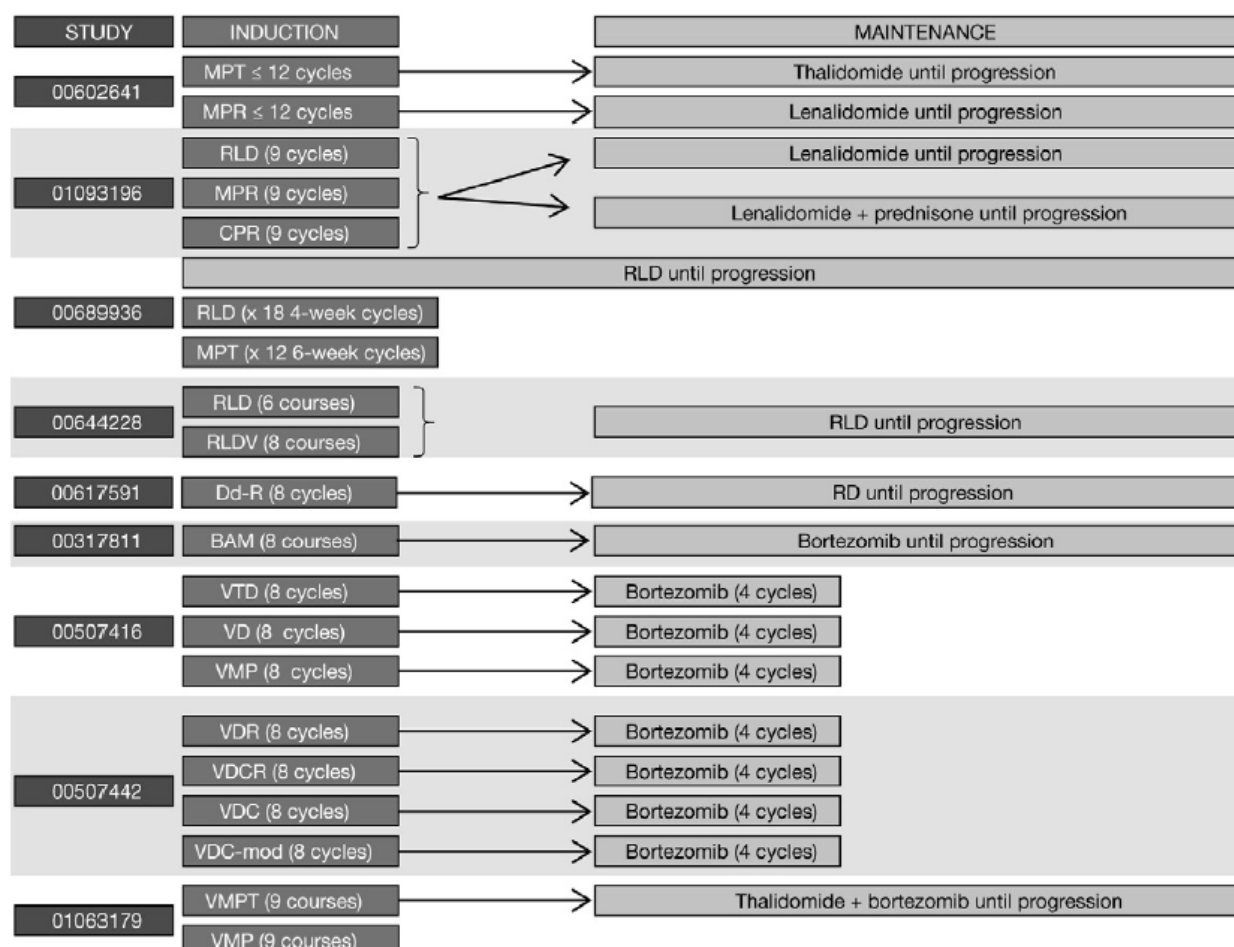 STUDY INDUCTION MAINTENANCE
00602641
MPT ≤ 12 cycles Thalidomide until progression
MPR ≤ 12 cycles Lenalidomide until progression
01093196
RLD (9 cycles) Lenalidomide until progression
MPR (9 cycles)
CPR (9 cycles)
Lenalidomide + prednisone until progression
RLD until progression
00689936 RLD (x 18 4-week cycles)
MPT (x 12 6-week cycles)
00644228
RLD (6 courses)
RLDV (8 courses)
RLD until progression
00617591 Dd-R (8 cycles) RD until progression
00317811 BAM (8 courses) Bortezomib until progression
00507416
VTD (8 cycles) Bortezomib (4 cycles)
VD (8 cycles) Bortezomib (4 cycles)
VMP (8 cycles) Bortezomib (4 cycles)
00507442
VDR (8 cycles) Bortezomib (4 cycles)
VDCR (8 cycles) Bortezomib (4 cycles)
VDC (8 cycles) Bortezomib (4 cycles)
VDC-mod (8 cycles) Bortezomib (4 cycles)
01063179
VMPT (9 courses) Thalidomide + bortezomib until progression
VMP (9 courses)